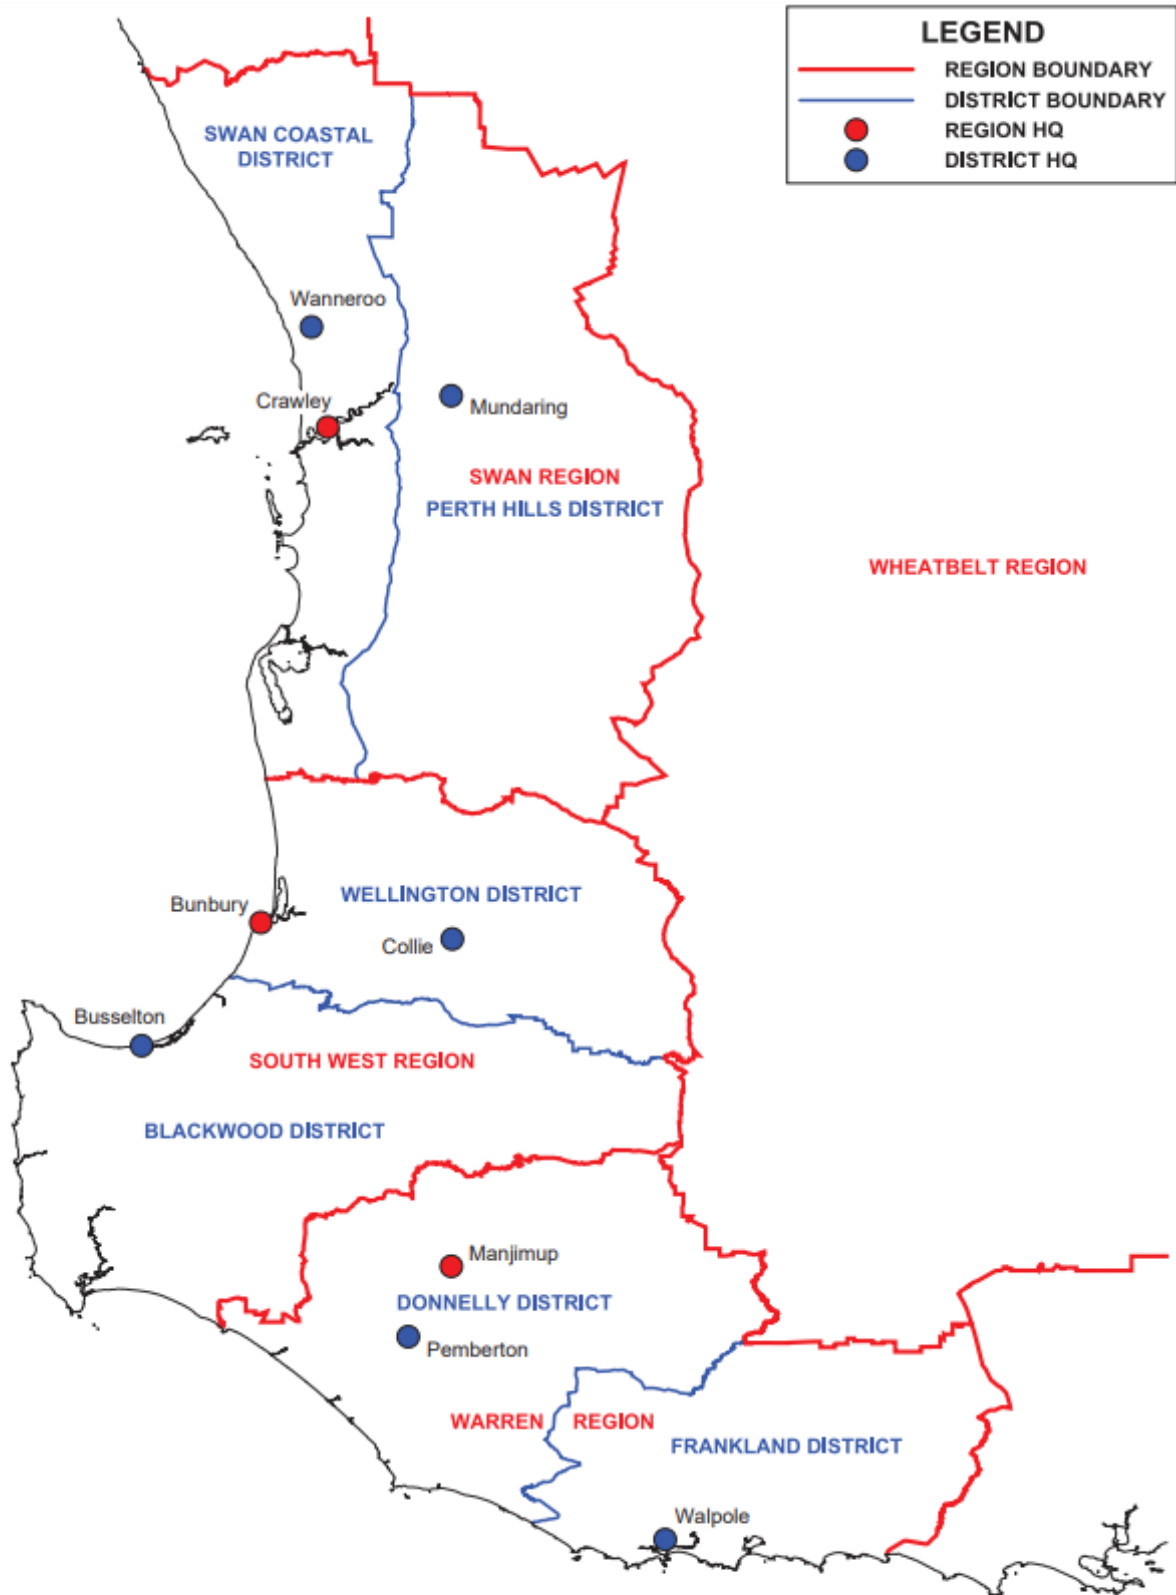 LEGEND
REGION BOUNDARY
DISTRICT BOUNDARY
REGION HQ
DISTRICT HQ
SWAN COASTAL
DISTRICT
Wanneroo
Crawley
Mundaring
SWAN REGION
PERTH HILLS DISTRICT
WHEATBELT REGION
WELLINGTON DISTRICT
Bunbury
Collie
Busselton
SOUTH WEST REGION
BLACKWOOD DISTRICT
Manjimup
DONNELLY DISTRICT
Pemberton
WARREN REGION
FRANKLAND DISTRICT
Walpole